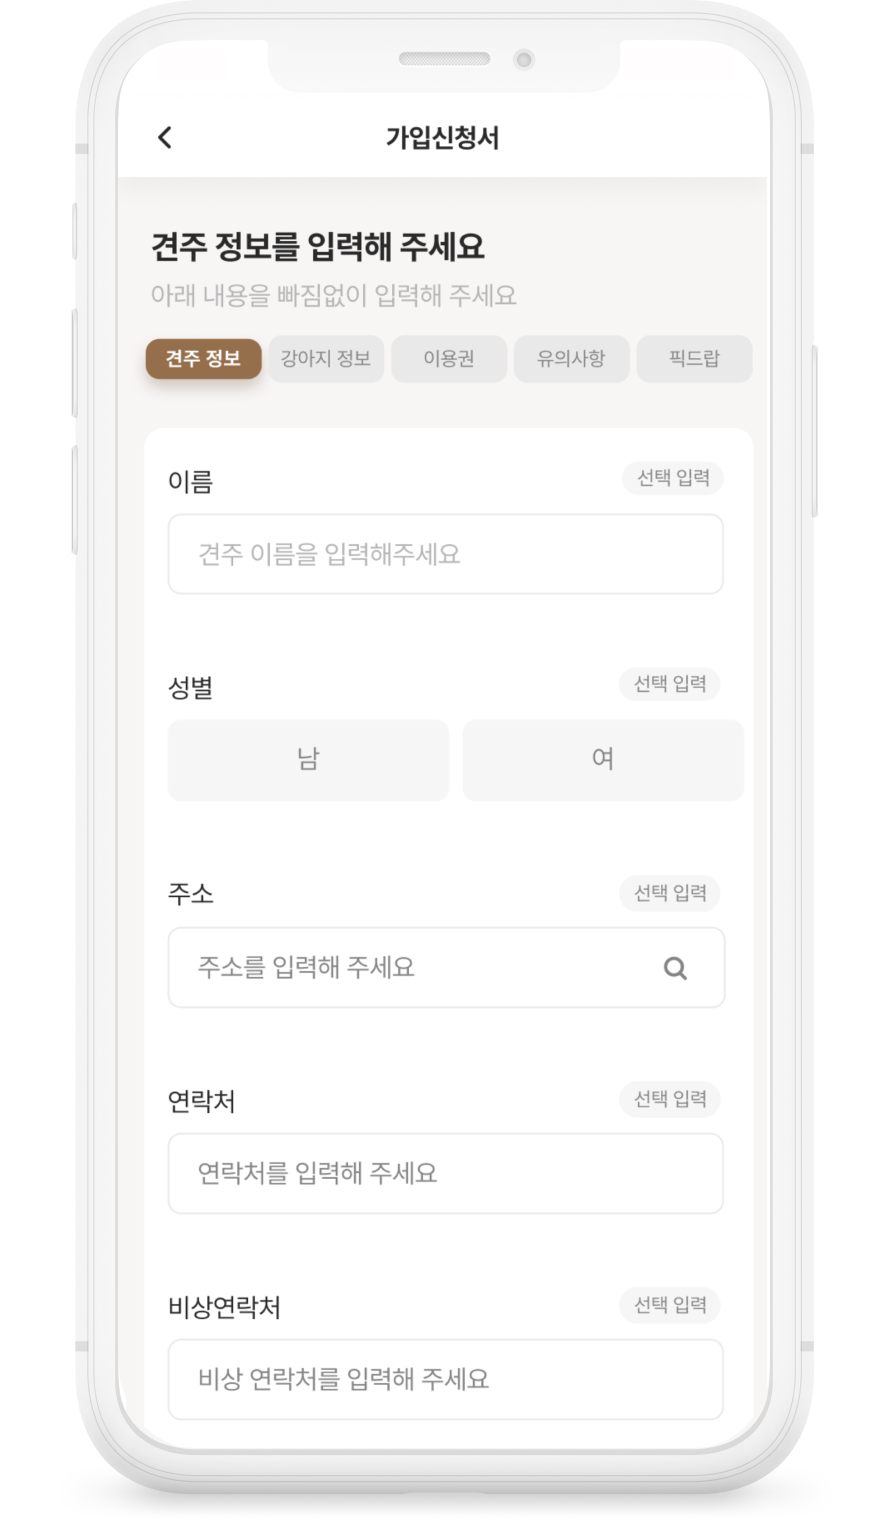 가입신청서
견주 정보를 입력해 주세요
아래 내용을 빠짐없이 입력해 주세요
견주 정보 강아지 정보 이용권 유의사항 픽드랍
이름 선택 입력
견주 이름을 입력해주세요
성별 선택 입력
남 여
주소 선택 입력
주소를 입력해 주세요
연락처 선택 입력
연락처를 입력해 주세요
비상연락처 선택 입력
비상 연락처를 입력해 주세요